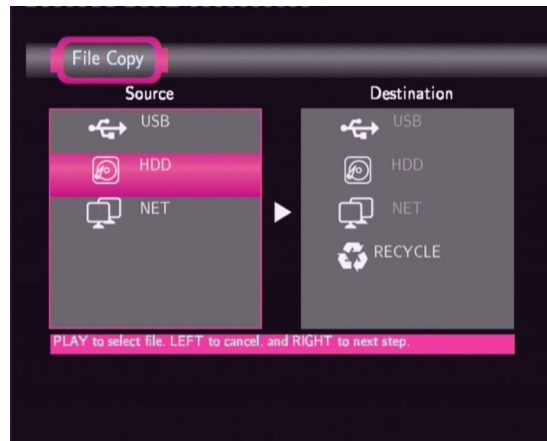 File Copy
Source
Destination
USB
HDD
NET
USB
HDD
NET
RECYCLE
PLAY to select file. LEFT to cancel. and RIGHT to next step.